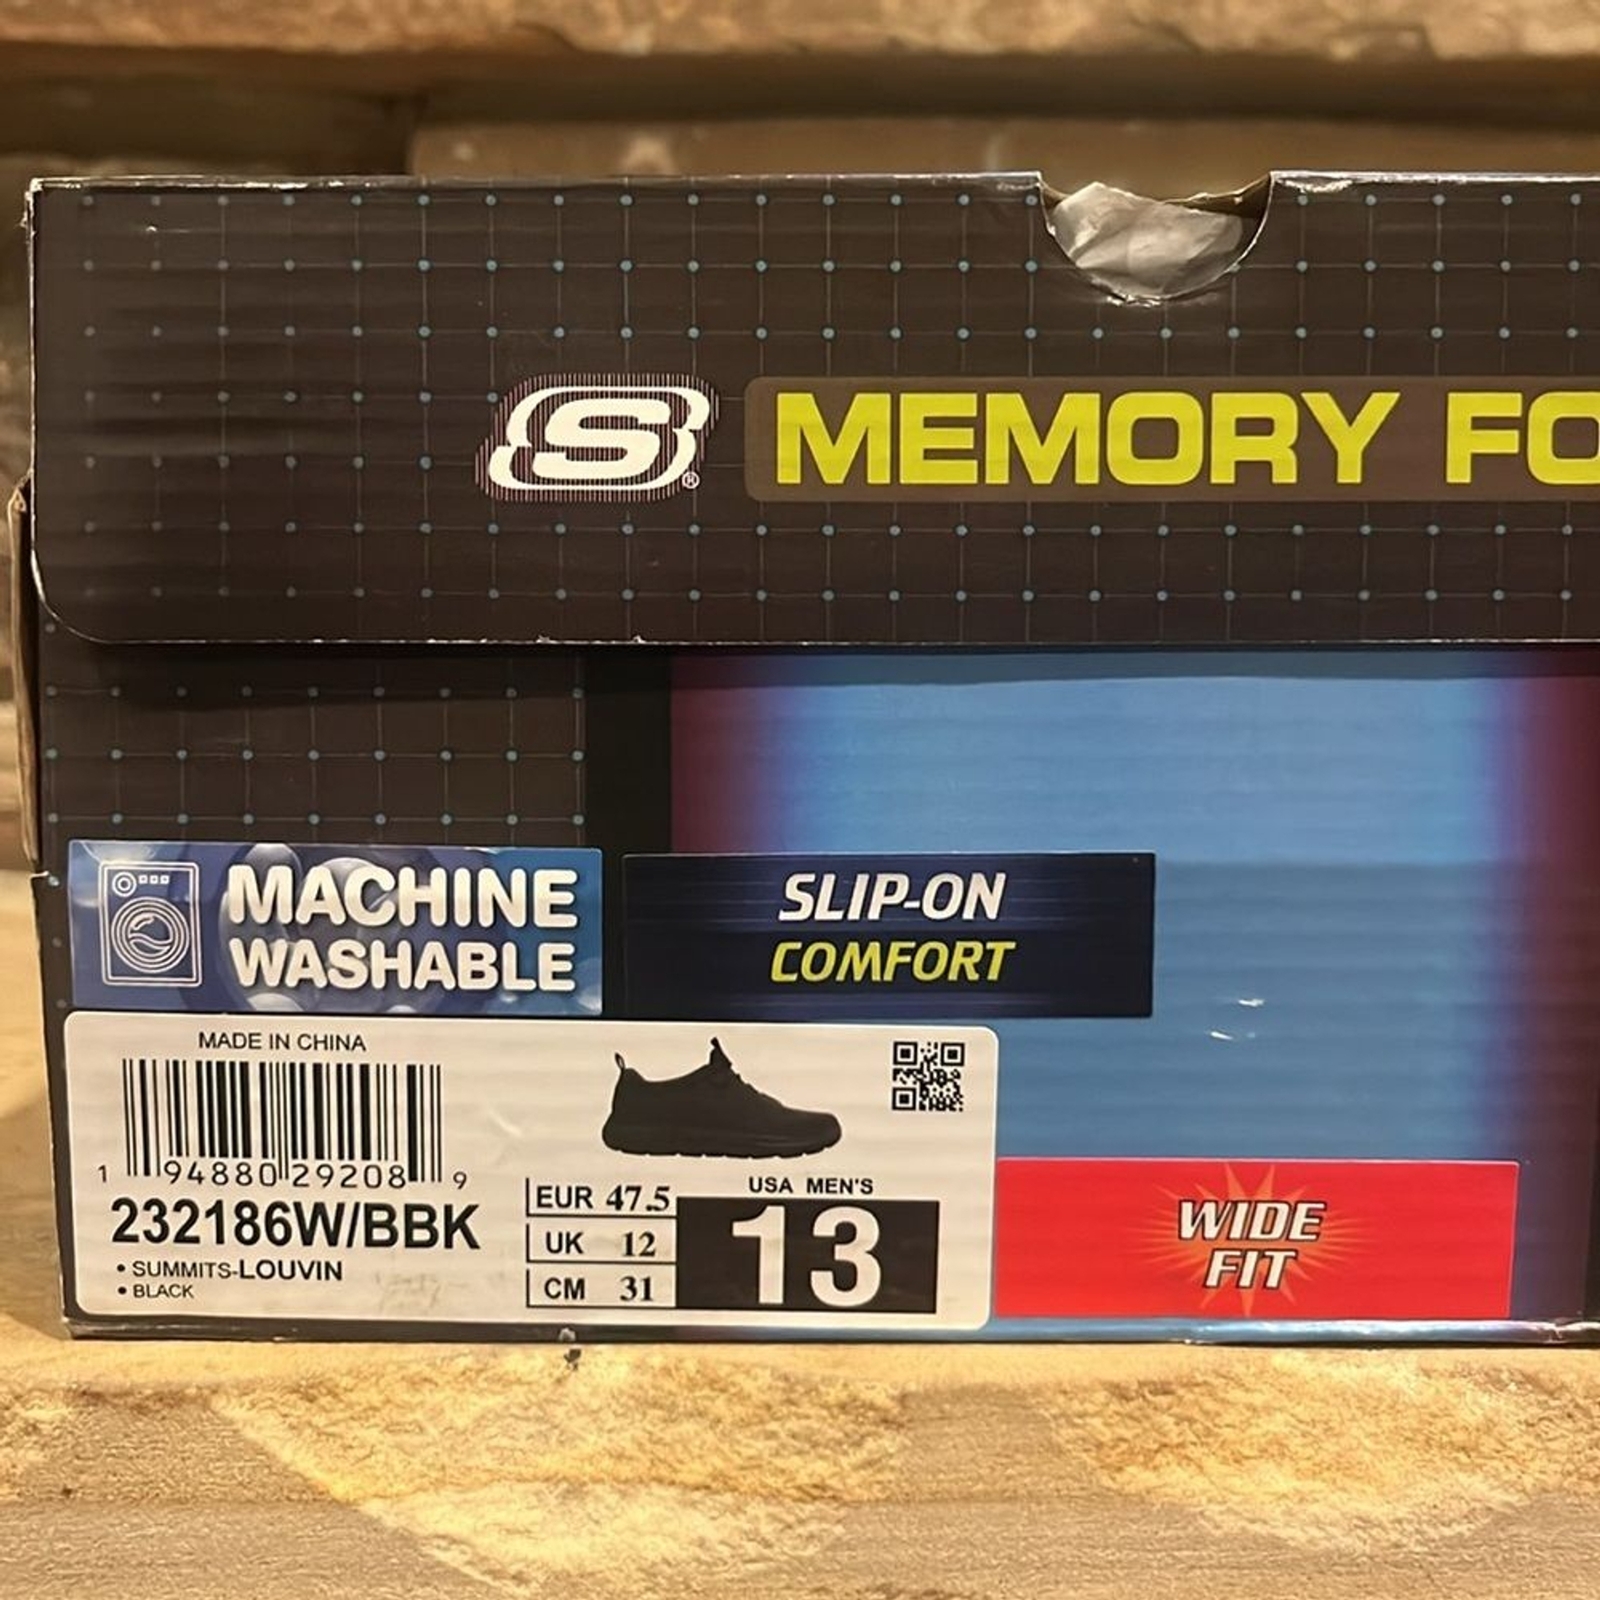 S®
MEMORY FO
MACHINE
WASHABLE
SLIP-ON
COMFORT
MADE IN CHINA
1 94880 29208 9
232186W/BBK
• SUMMITS-LOUVIN
• BLACK
EUR 47.5
UK 12
CM 31
USA MEN'S
13
WIDE
FIT